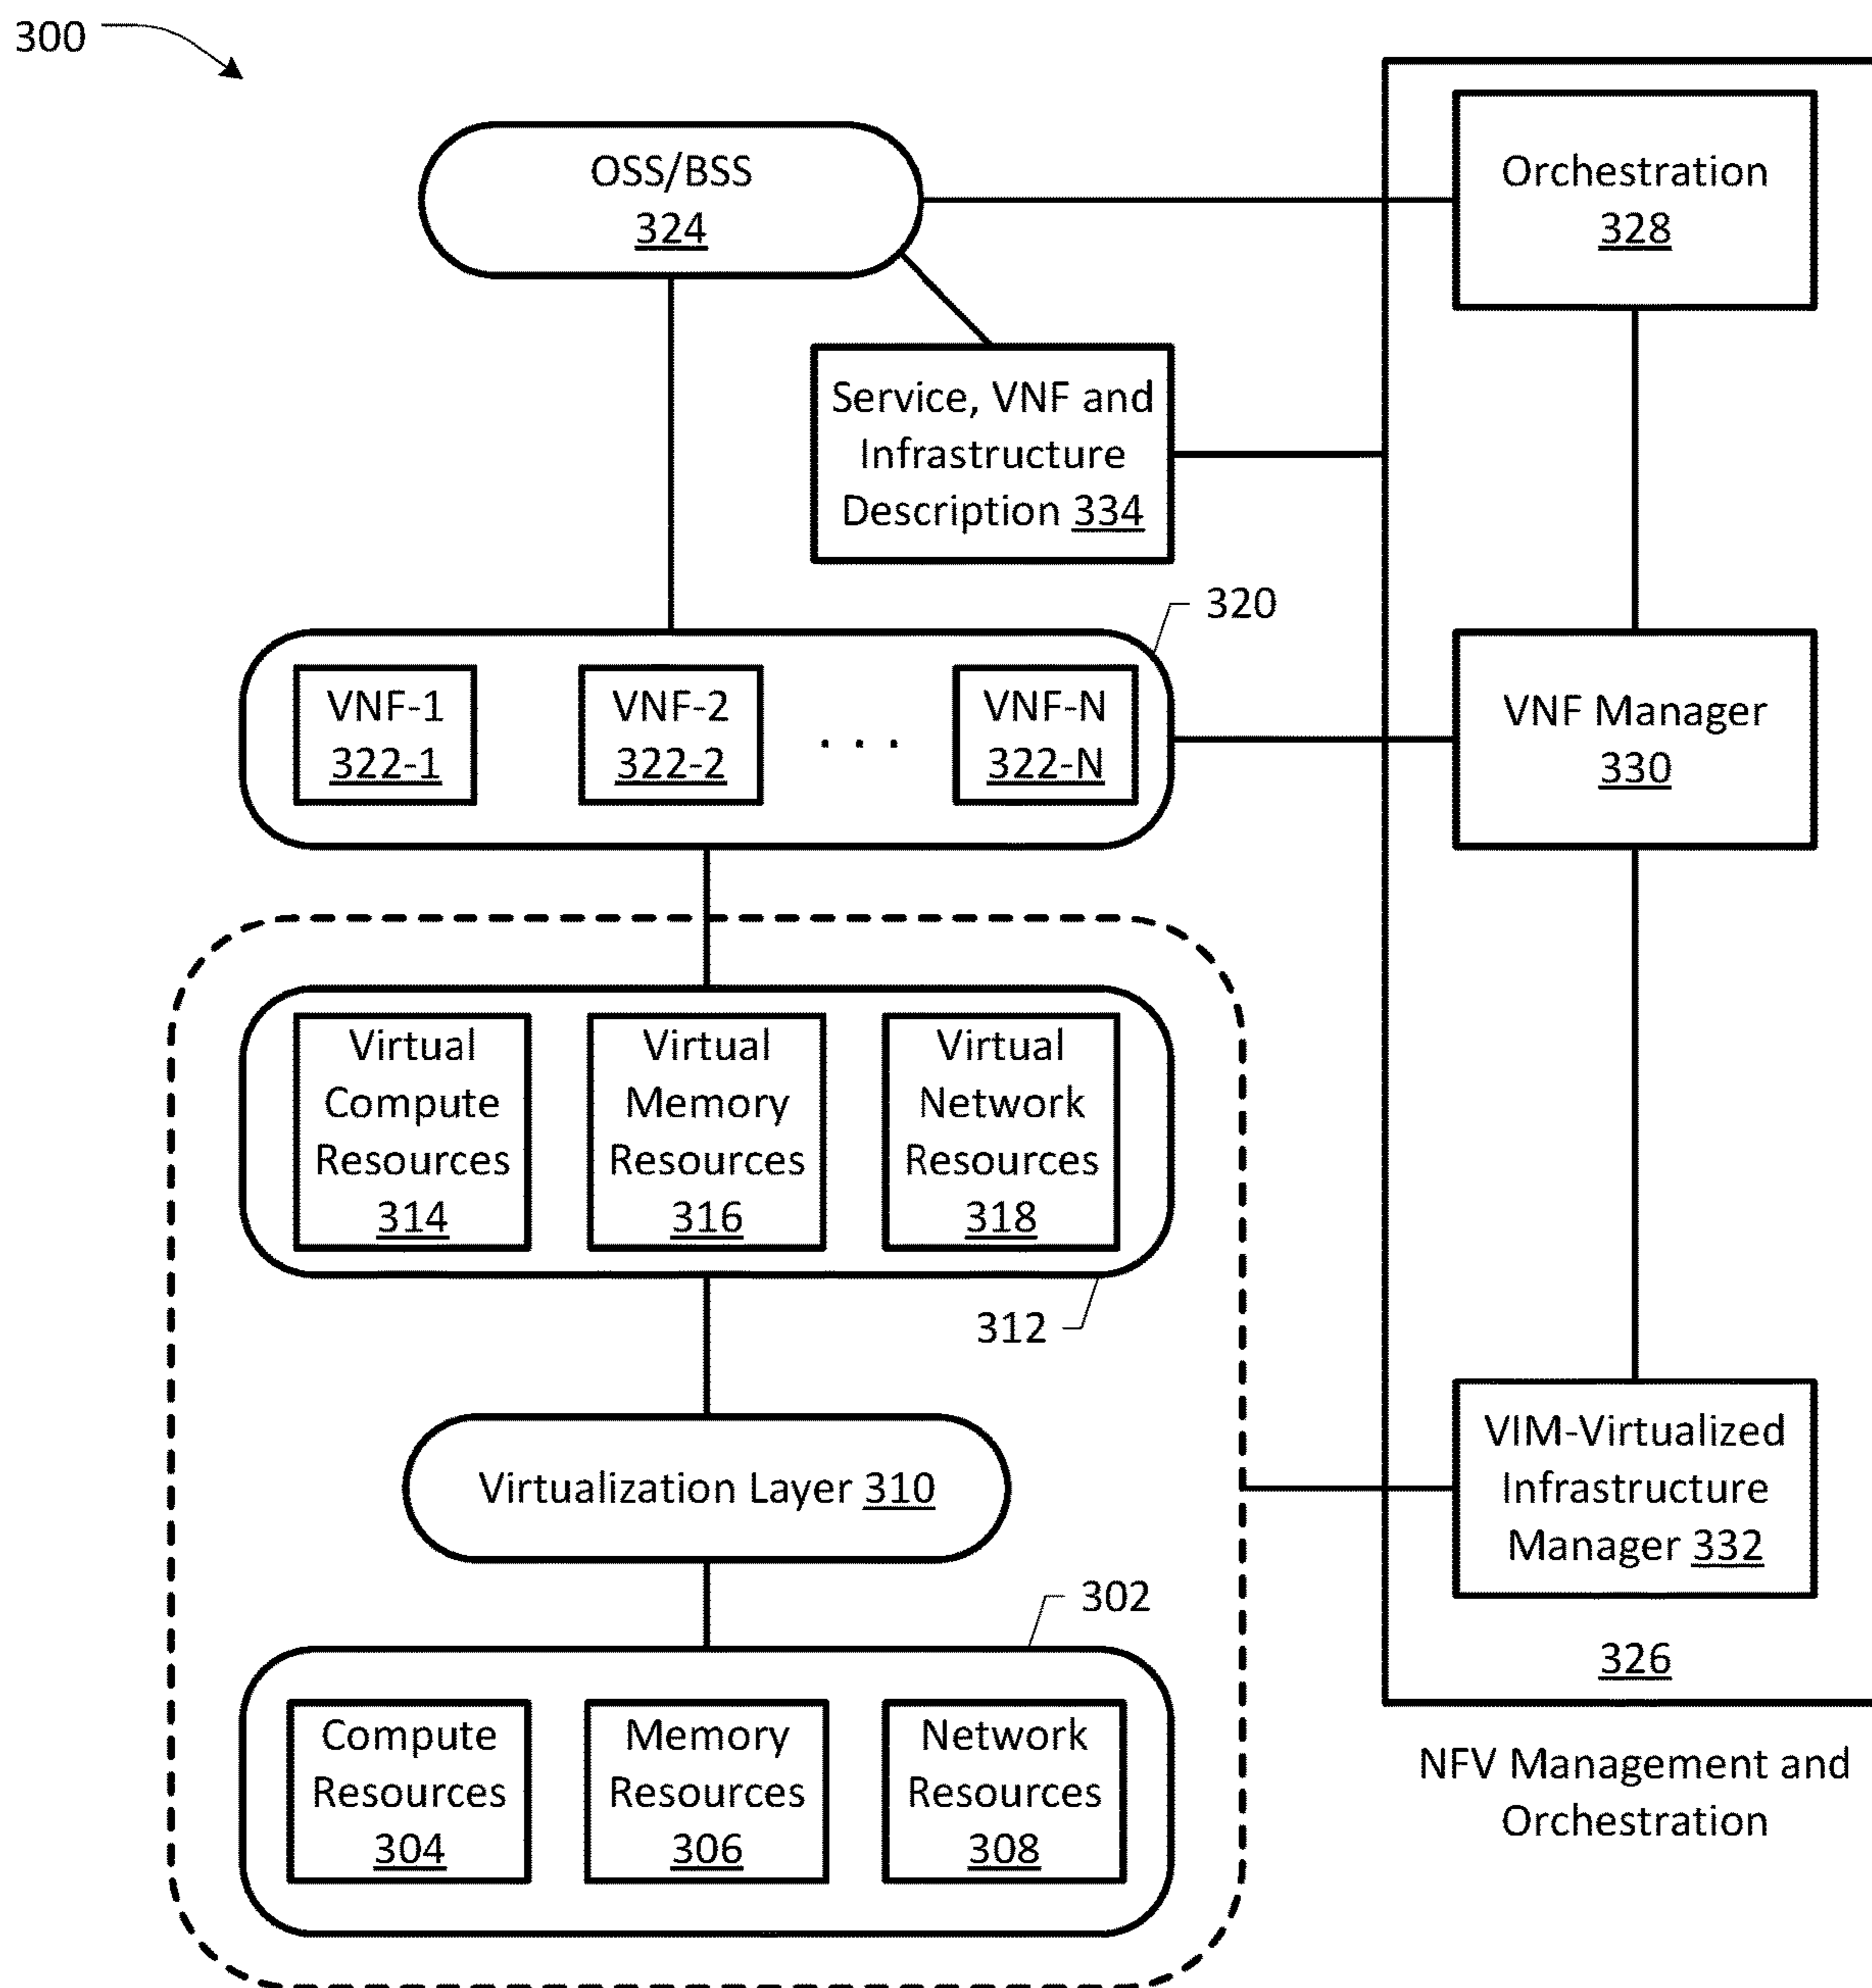 300
OSS/BSS
324
Orchestration
328
Service, VNF and
Infrastructure
Description 334
320
VNF-1
322-1
VNF-2
322-2
. . .
VNF-N
322-N
VNF Manager
330
Virtual
Compute
Resources
314
Virtual
Memory
Resources
316
Virtual
Network
Resources
318
312
Virtualization Layer 310
VIM-Virtualized
Infrastructure
Manager 332
302
Compute
Resources
304
Memory
Resources
306
Network
Resources
308
326
NFV Management and
Orchestration